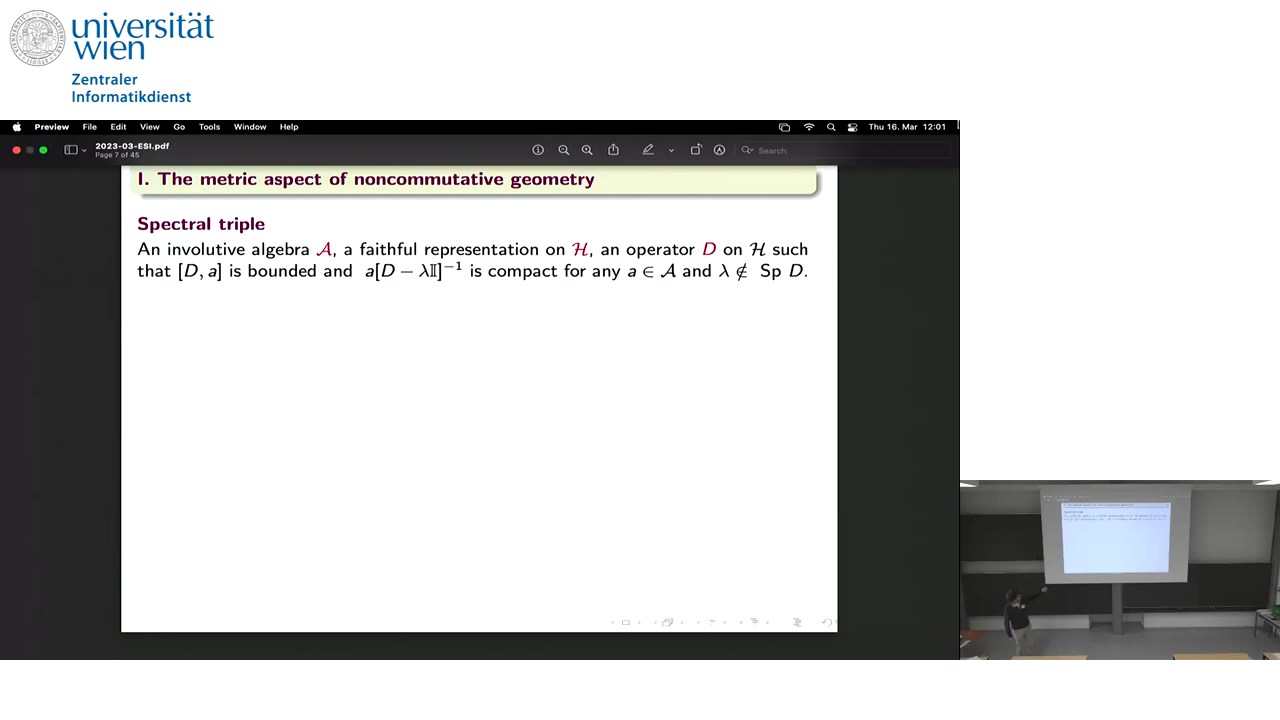 universität
wien
Zentraler
Informatikdienst
Preview File Edit View Go Tools Window Help Thu 16. Mar 12:01
2023-03-ESI.pdf
Page 7 of 45
Search
I. The metric aspect of noncommutative geometry
Spectral triple
An involutive algebra 𝒜, a faithful representation on ℋ, an operator D on ℋ such
that [D, a] is bounded and a[D − λ𝕀]⁻¹ is compact for any a ∈ 𝒜 and λ ∉ Sp D.